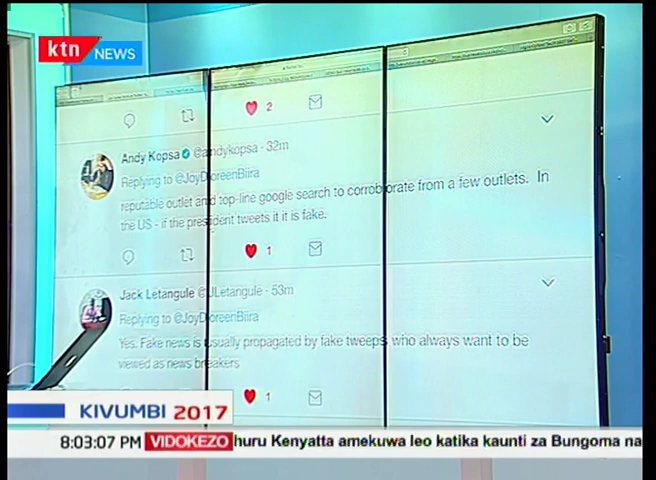 ktn NEWS
2
Andy Kopsa @andykopsa · 32m
Replying to @JoyDoreenBiira
reputable outlet and top-line google search to corroborate from a few outlets. In
the US - if the president tweets it it is fake.
1
Jack Letangule @JLetangule · 53m
Replying to @JoyDoreenBiira
Yes. Fake news is usually propagated by fake tweeps who always want to be
viewed as news breakers
1
KIVUMBI 2017
8:03:07 PM VIDOKEZO huru Kenyatta amekuwa leo katika kaunti za Bungoma na